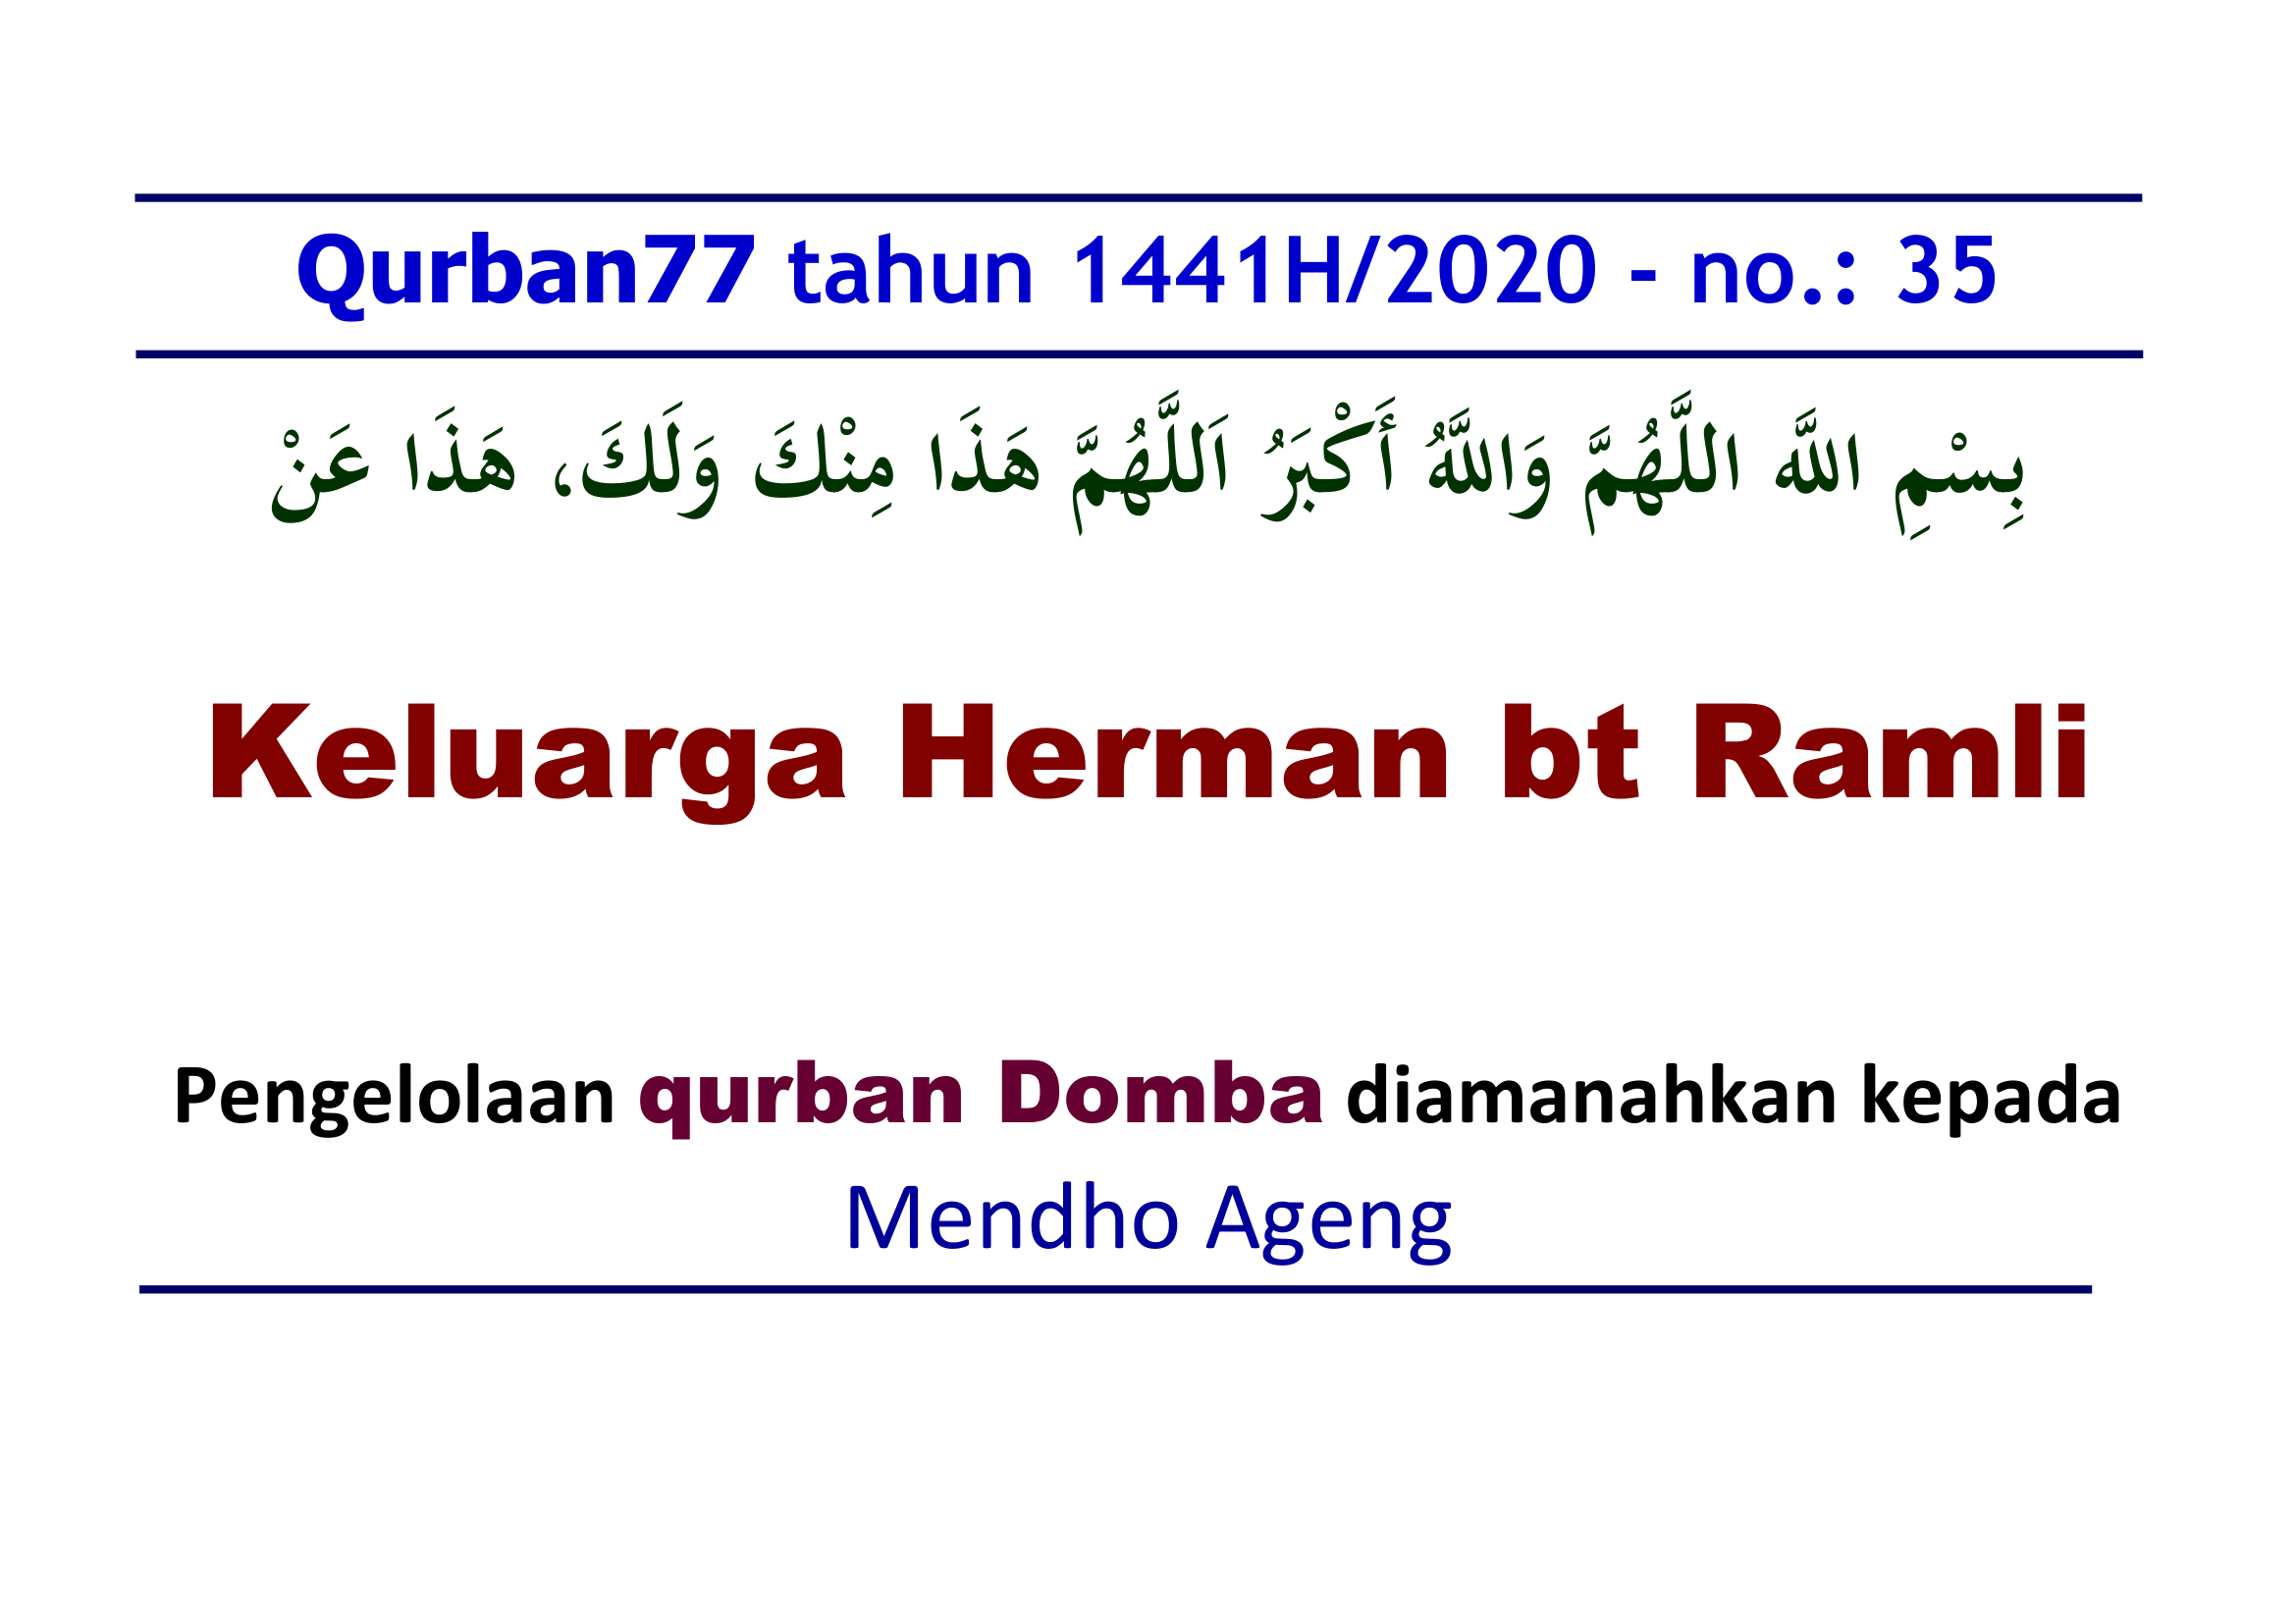 Qurban77 tahun 1441H/2020 - no.: 35
بِسْمِ اللَّه اَللَّهُمَّ وَاللَّهُ أَكْبَرُ اَللَّهُمَّ هَذَا مِنْكَ وَلَكَ، هَذَا عَنْ
Keluarga Herman bt Ramli
Pengelolaan qurban Domba diamanahkan kepada
Mendho Ageng